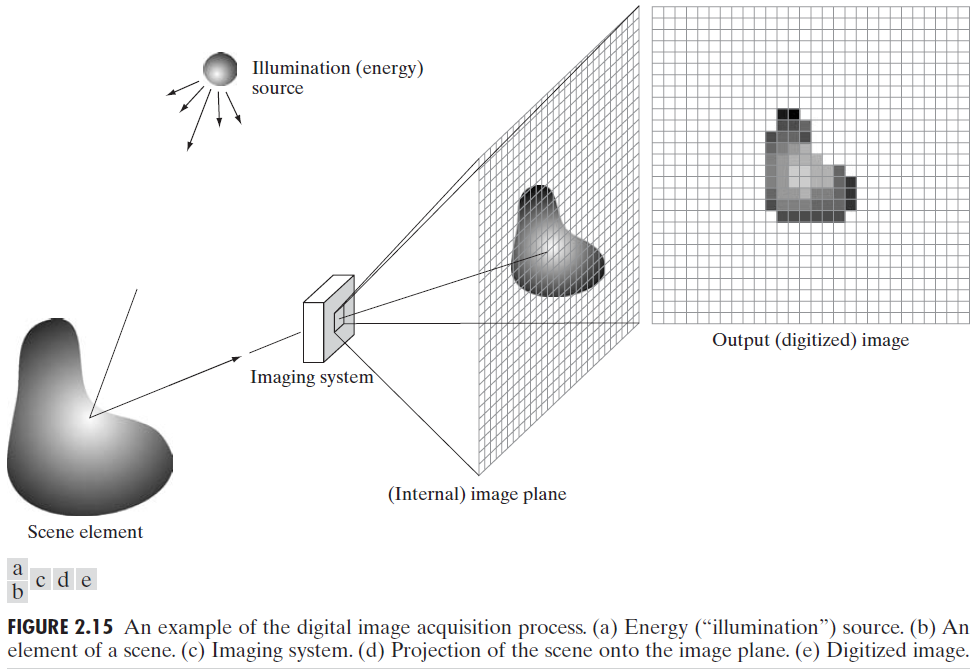 Illumination (energy)
source
Output (digitized) image
Imaging system
(Internal) image plane
Scene element
a
b
c d e
FIGURE 2.15 An example of the digital image acquisition process. (a) Energy (“illumination”) source. (b) An
element of a scene. (c) Imaging system. (d) Projection of the scene onto the image plane. (e) Digitized image.